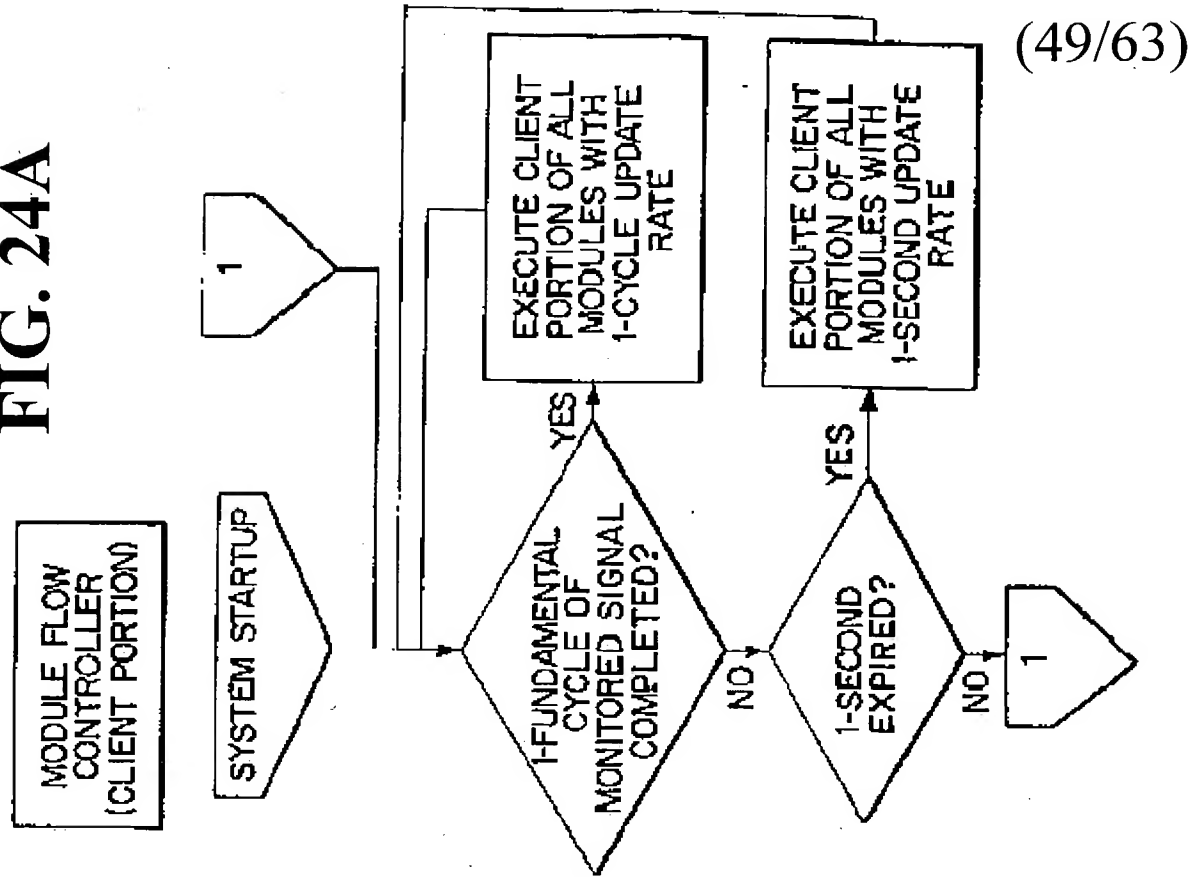 FIG. 24A
(49/63)
MODULE FLOW
CONTROLLER
(CLIENT PORTION)
SYSTEM STARTUP
1
1-FUNDAMENTAL
CYCLE OF
MONITORED SIGNAL
COMPLETED?
YES
EXECUTE CLIENT
PORTION OF ALL
MODULES WITH
1-CYCLE UPDATE
RATE
NO
1-SECOND
EXPIRED?
YES
EXECUTE CLIENT
PORTION OF ALL
MODULES WITH
1-SECOND UPDATE
RATE
NO
1